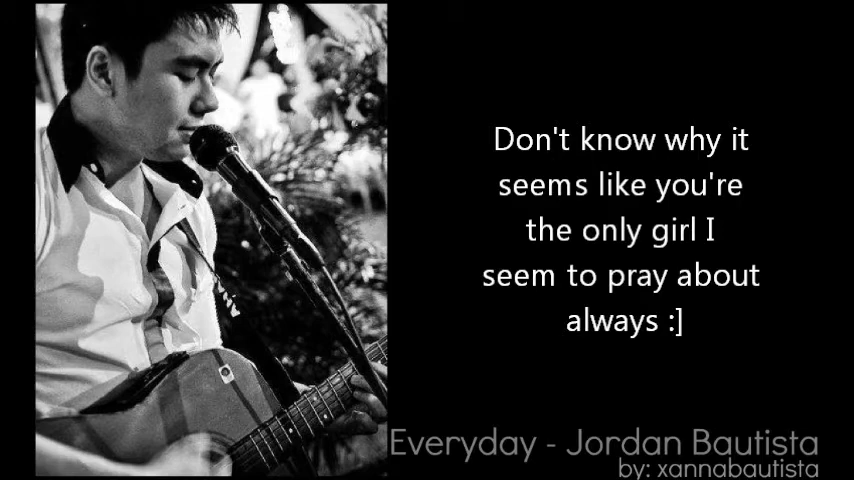 Don't know why it
seems like you're
the only girl I
seem to pray about
always :]
Everyday - Jordan Bautista
by: xannabautista